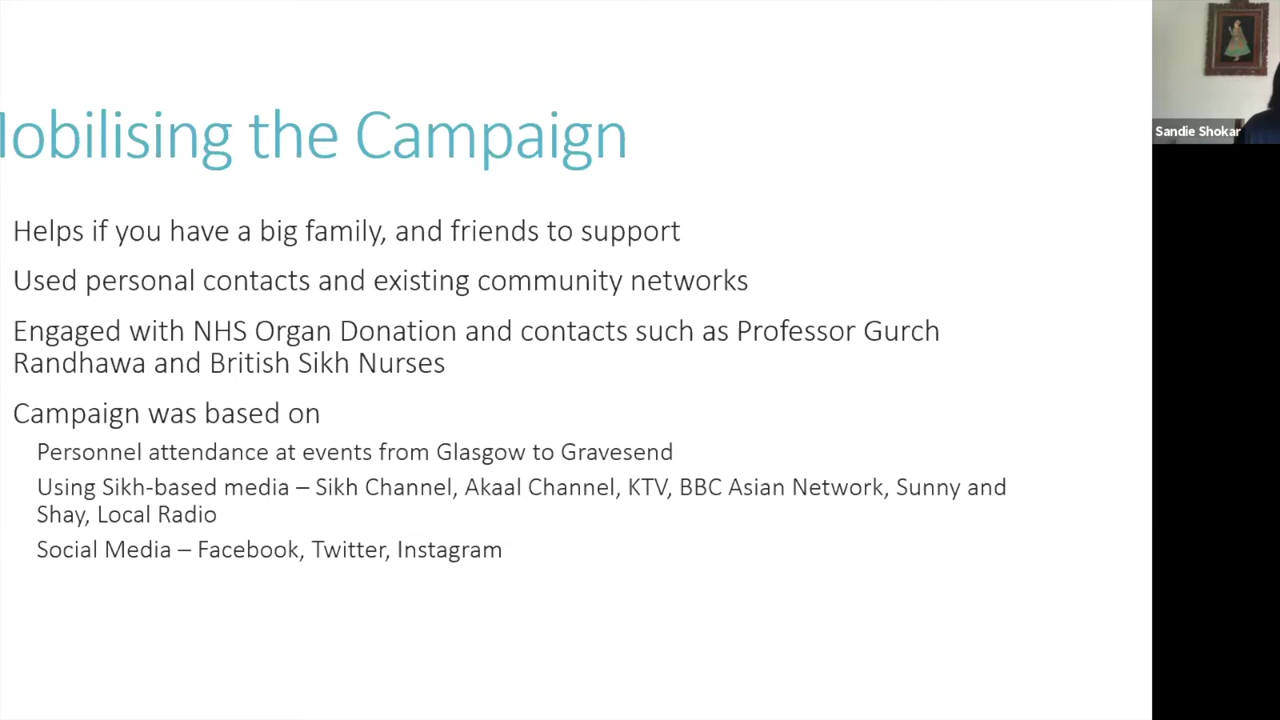 lobilising the Campaign
Helps if you have a big family, and friends to support
Used personal contacts and existing community networks
Engaged with NHS Organ Donation and contacts such as Professor Gurch
Randhawa and British Sikh Nurses
Campaign was based on
Personnel attendance at events from Glasgow to Gravesend
Using Sikh-based media – Sikh Channel, Akaal Channel, KTV, BBC Asian Network, Sunny and
Shay, Local Radio
Social Media – Facebook, Twitter, Instagram
Sandie Shokar